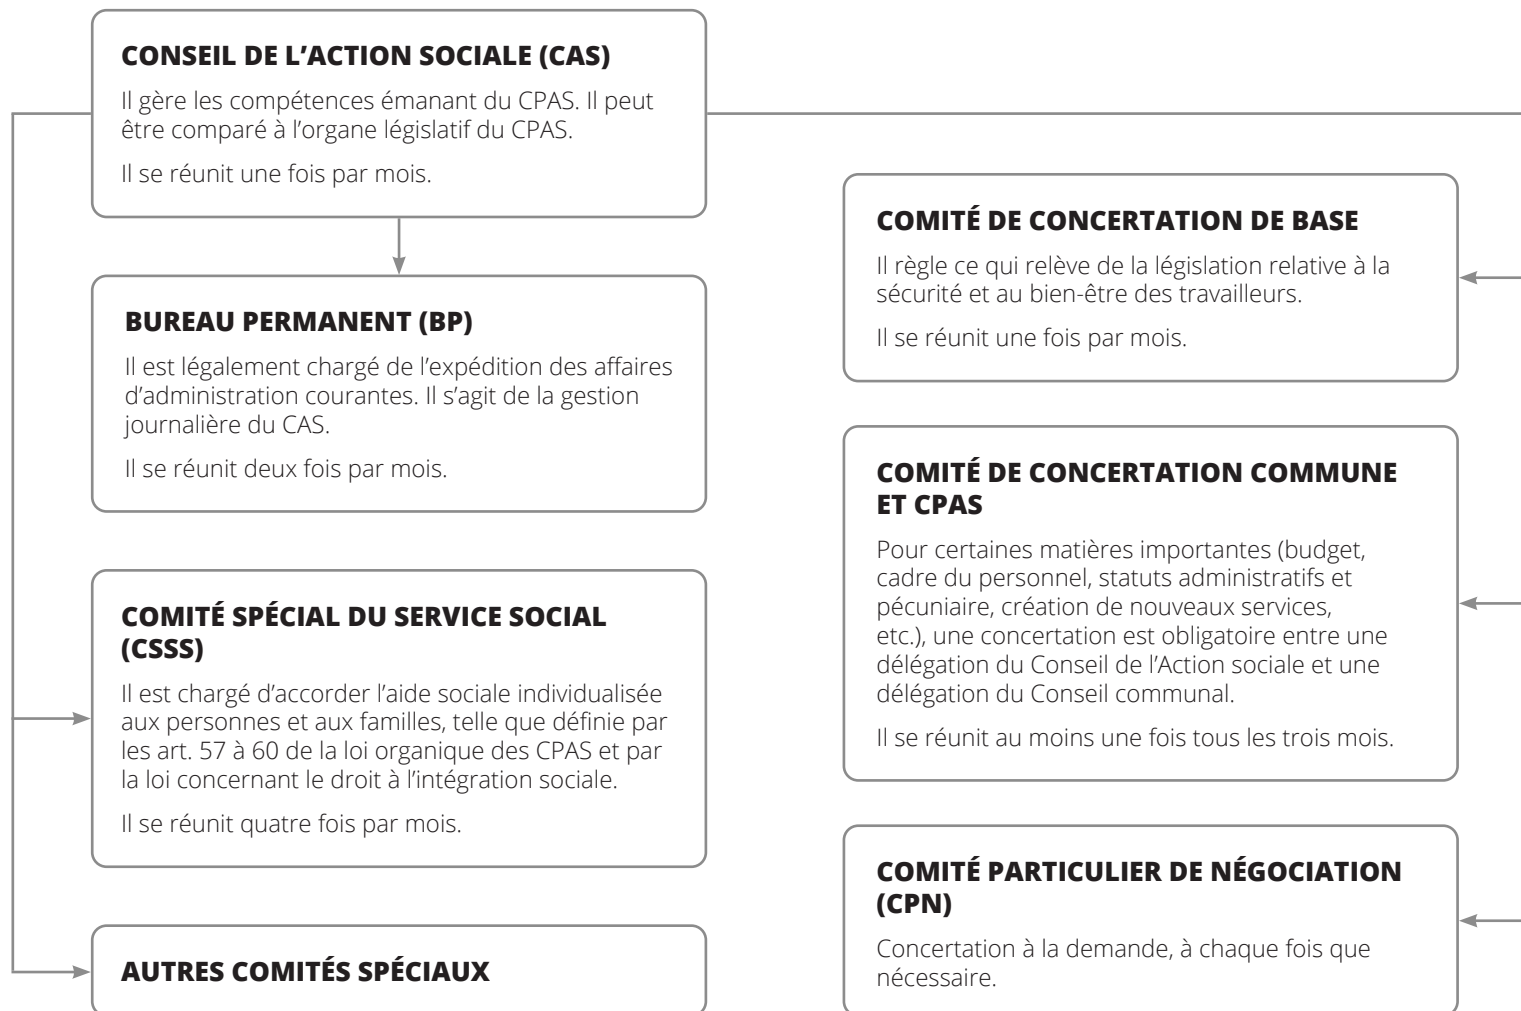 CONSEIL DE L’ACTION SOCIALE (CAS)
Il gère les compétences émanant du CPAS. Il peut
être comparé à l’organe législatif du CPAS.
Il se réunit une fois par mois.
BUREAU PERMANENT (BP)
Il est légalement chargé de l’expédition des affaires
d’administration courantes. Il s’agit de la gestion
journalière du CAS.
Il se réunit deux fois par mois.
COMITÉ SPÉCIAL DU SERVICE SOCIAL
(CSSS)
Il est chargé d’accorder l’aide sociale individualisée
aux personnes et aux familles, telle que définie par
les art. 57 à 60 de la loi organique des CPAS et par
la loi concernant le droit à l’intégration sociale.
Il se réunit quatre fois par mois.
AUTRES COMITÉS SPÉCIAUX
COMITÉ DE CONCERTATION DE BASE
Il règle ce qui relève de la législation relative à la
sécurité et au bien-être des travailleurs.
Il se réunit une fois par mois.
COMITÉ DE CONCERTATION COMMUNE
ET CPAS
Pour certaines matières importantes (budget,
cadre du personnel, statuts administratifs et
pécuniaire, création de nouveaux services,
etc.), une concertation est obligatoire entre une
délégation du Conseil de l’Action sociale et une
délégation du Conseil communal.
Il se réunit au moins une fois tous les trois mois.
COMITÉ PARTICULIER DE NÉGOCIATION
(CPN)
Concertation à la demande, à chaque fois que
nécessaire.